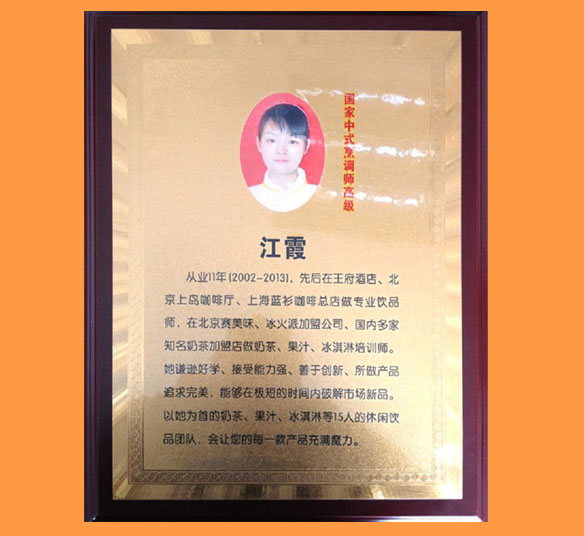 国家中式烹调师高级
江霞
从业11年(2002-2013)，先后在王府酒店、北
京上岛咖啡厅、上海蓝衫咖啡总店做专业饮品
师，在北京赛美味、冰火派加盟公司、国内多家
知名奶茶加盟店做奶茶、果汁、冰淇淋培训师。
她谦逊好学、接受能力强、善于创新、所做产品
追求完美，能够在极短的时间内破解市场新品。
以她为首的奶茶、果汁、冰淇淋等15人的休闲饮
品团队，会让您的每一款产品充满魔力。